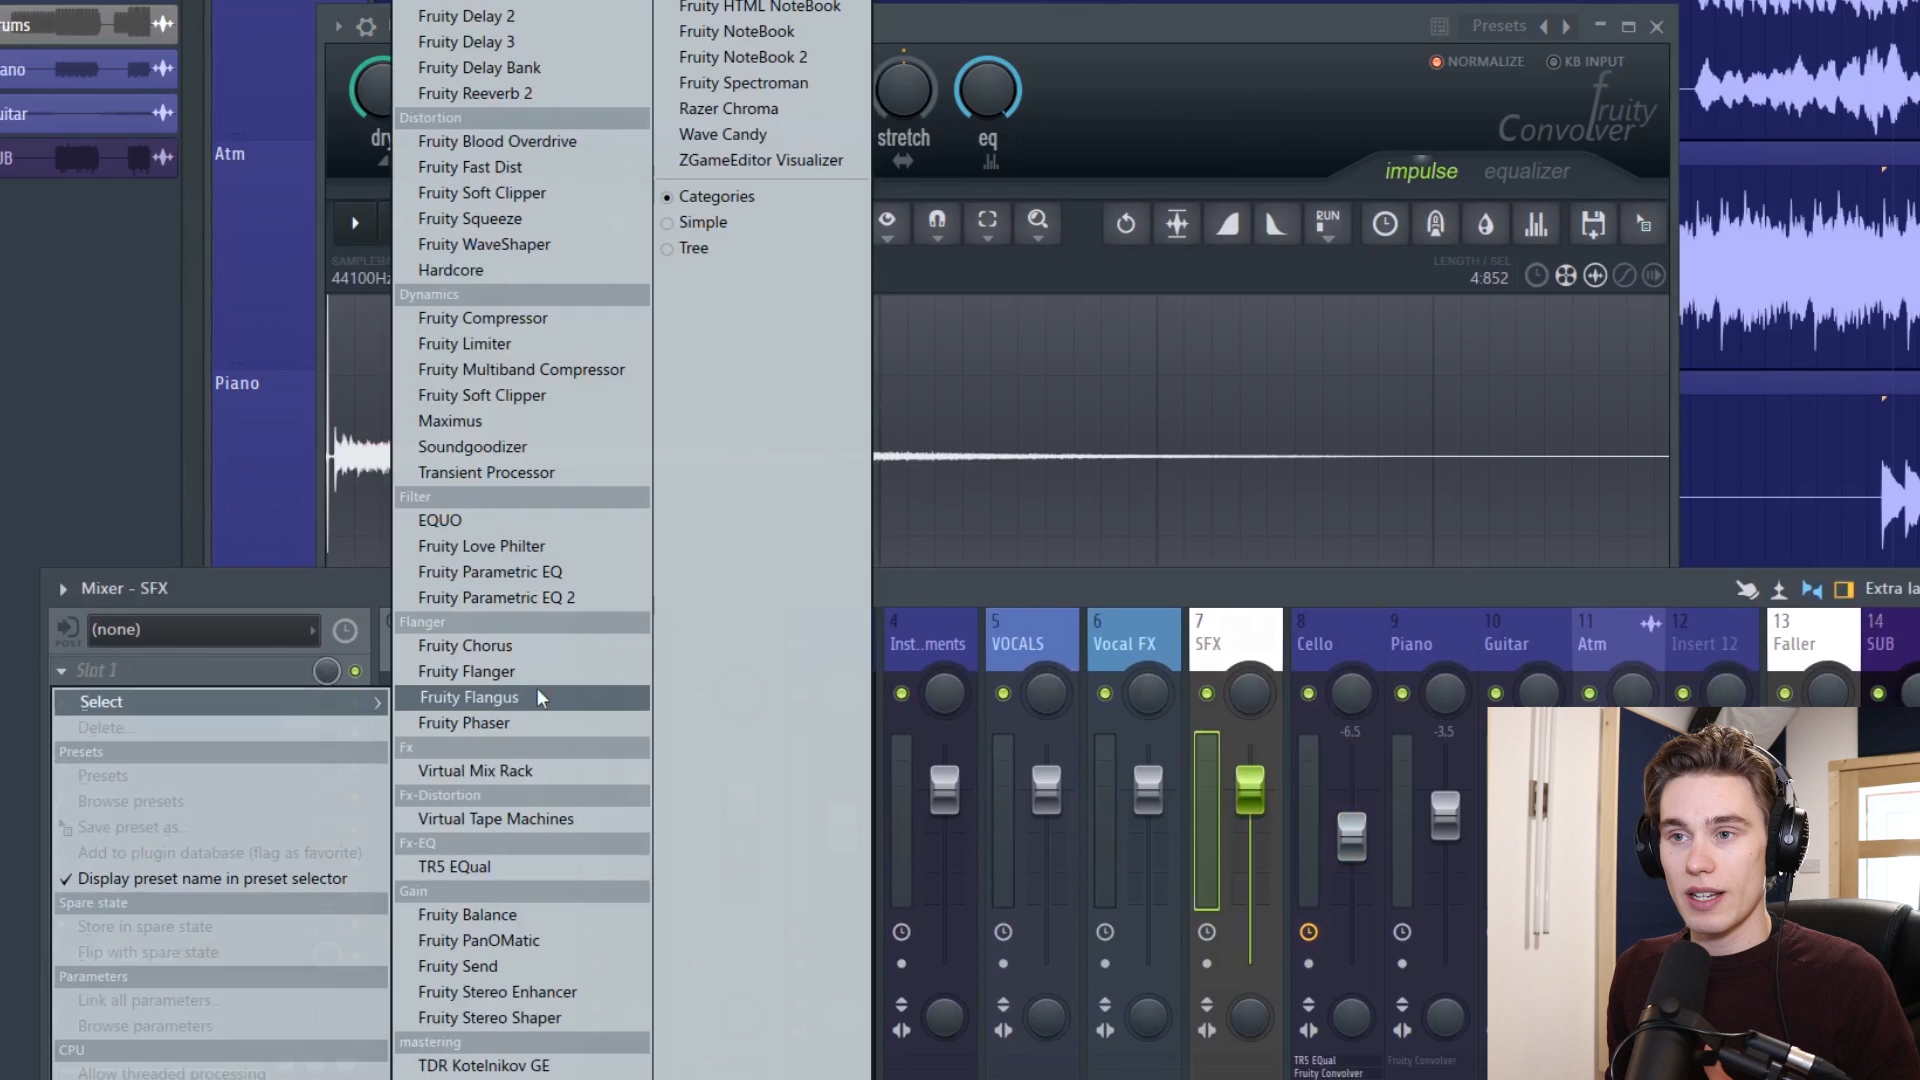 rums
ano
uitar
UB
Atm
Piano
Fruity Delay 2
Fruity Delay 3
Fruity Delay Bank
Fruity Reeverb 2
Distortion
Fruity Blood Overdrive
Fruity Fast Dist
Fruity Soft Clipper
Fruity Squeeze
Fruity WaveShaper
Hardcore
Dynamics
Fruity Compressor
Fruity Limiter
Fruity Multiband Compressor
Fruity Soft Clipper
Maximus
Soundgoodizer
Transient Processor
Filter
EQUO
Fruity Love Philter
Fruity Parametric EQ
Fruity Parametric EQ 2
Flanger
Fruity Chorus
Fruity Flanger
Fruity Flangus
Fruity Phaser
Fx
Virtual Mix Rack
Fx-Distortion
Virtual Tape Machines
Fx-EQ
TR5 EQual
Gain
Fruity Balance
Fruity PanOMatic
Fruity Send
Fruity Stereo Enhancer
Fruity Stereo Shaper
mastering
TDR Kotelnikov GE
Fruity HTML NoteBook
Fruity NoteBook
Fruity NoteBook 2
Fruity Spectroman
Razer Chroma
Wave Candy
ZGameEditor Visualizer
Categories
Simple
Tree
Presets
NORMALIZE
KB INPUT
fruity
Convolver
dry
stretch
eq
impulse
equalizer
RUN
44100Hz
LENGTH / SEL
4:852
Mixer - SFX
(none)
POST
Slot 1
Select
Delete...
Presets
Presets
Browse presets
Save preset as...
Add to plugin database (flag as favorite)
Display preset name in preset selector
Spare state
Store in spare state
Flip with spare state
Parameters
Link all parameters...
Browse parameters
CPU
Allow threaded processing
Extra la
4
Inst..ments
5
VOCALS
6
Vocal FX
7
SFX
8
Cello
9
Piano
10
Guitar
11
Atm
12
Insert 12
13
Faller
14
SUB
-6.5
-3.5
TR5 EQual
Fruity Convolver
Fruity Convolver